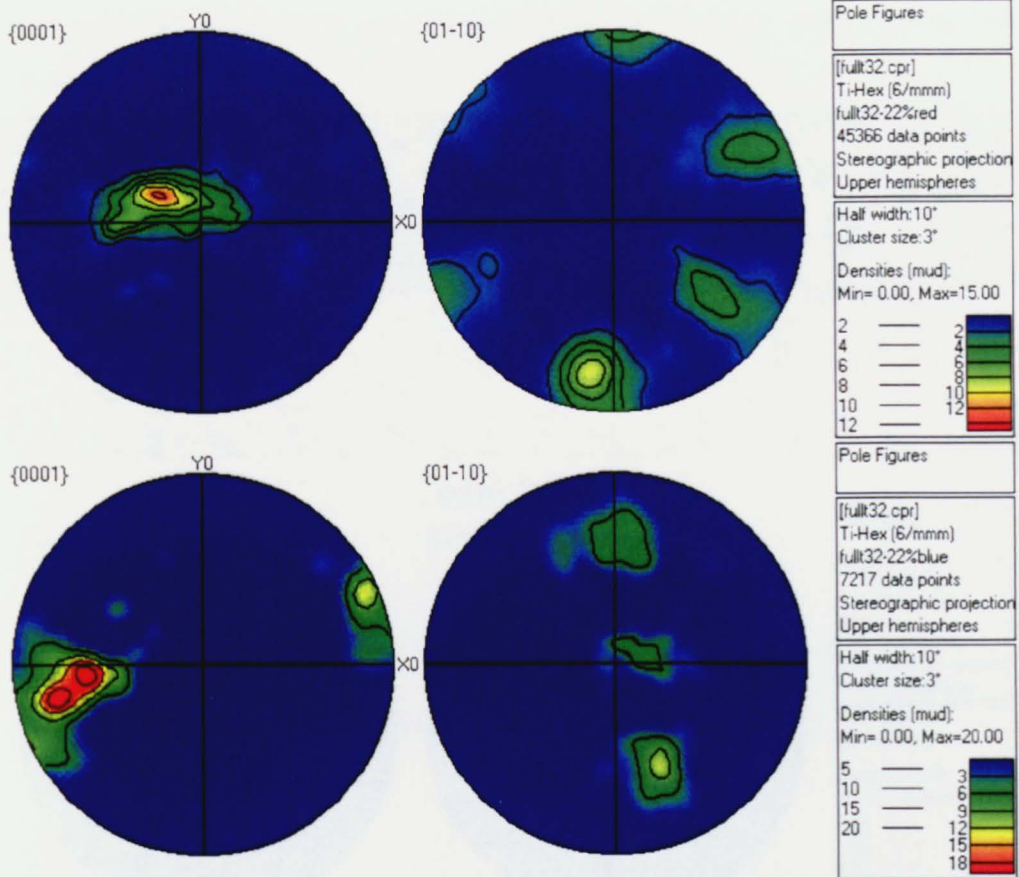 {0001}
Y0
X0
{01-10}
Pole Figures
[fullt32.cpr]
Ti-Hex (6/mmm)
fullt32-22%red
45366 data points
Stereographic projection
Upper hemispheres
Half width:10°
Cluster size:3°
Densities (mud):
Min= 0.00, Max=15.00
2
4
6
8
10
12
2
4
6
8
10
12
{0001}
Y0
X0
{01-10}
Pole Figures
[fullt32.cpr]
Ti-Hex (6/mmm)
fullt32-22%blue
7217 data points
Stereographic projection
Upper hemispheres
Half width:10°
Cluster size:3°
Densities (mud):
Min= 0.00, Max=20.00
5
10
15
20
3
6
9
12
15
18